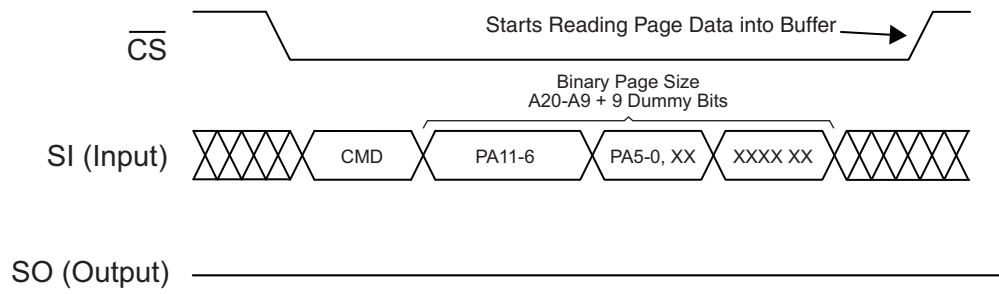 Starts Reading Page Data into Buffer
CS
Binary Page Size
A20-A9 + 9 Dummy Bits
SI (Input)
CMD
PA11-6
PA5-0, XX
XXXX XX
SO (Output)